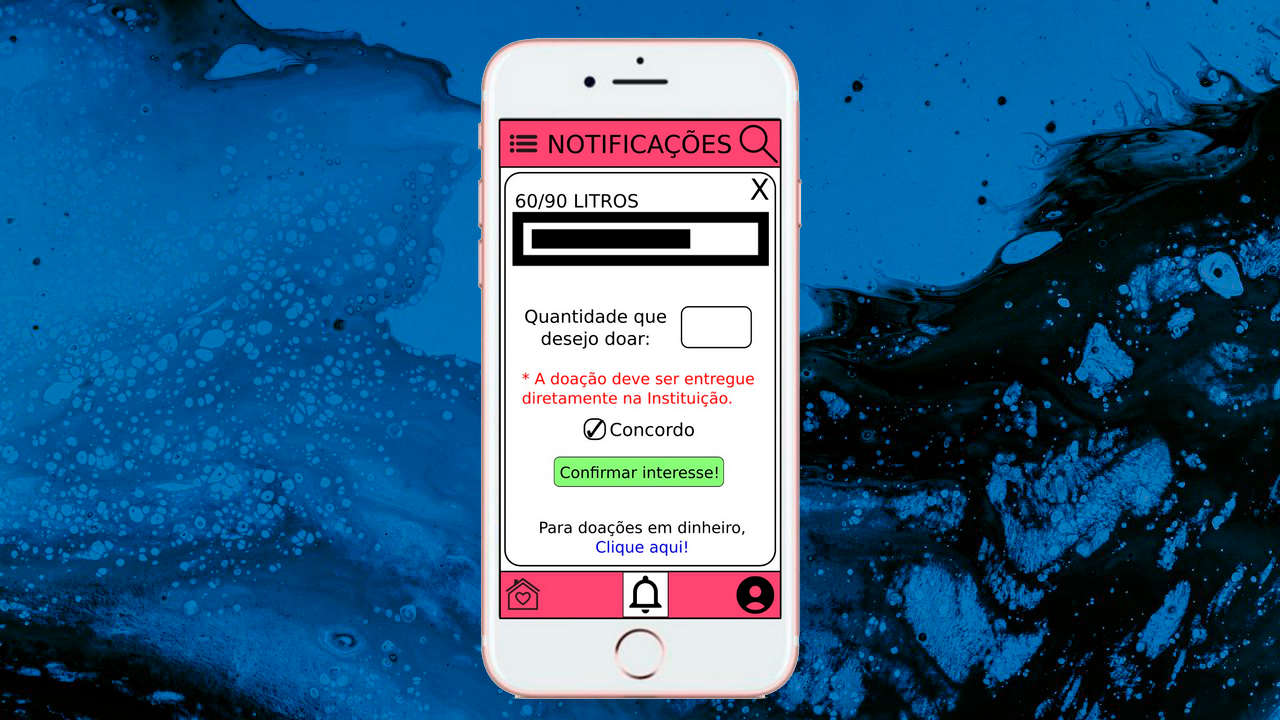 NOTIFICAÇÕES
X
60/90 LITROS
Quantidade que
desejo doar:
* A doação deve ser entregue
diretamente na Instituição.
Concordo
Confirmar interesse!
Para doações em dinheiro,
Clique aqui!